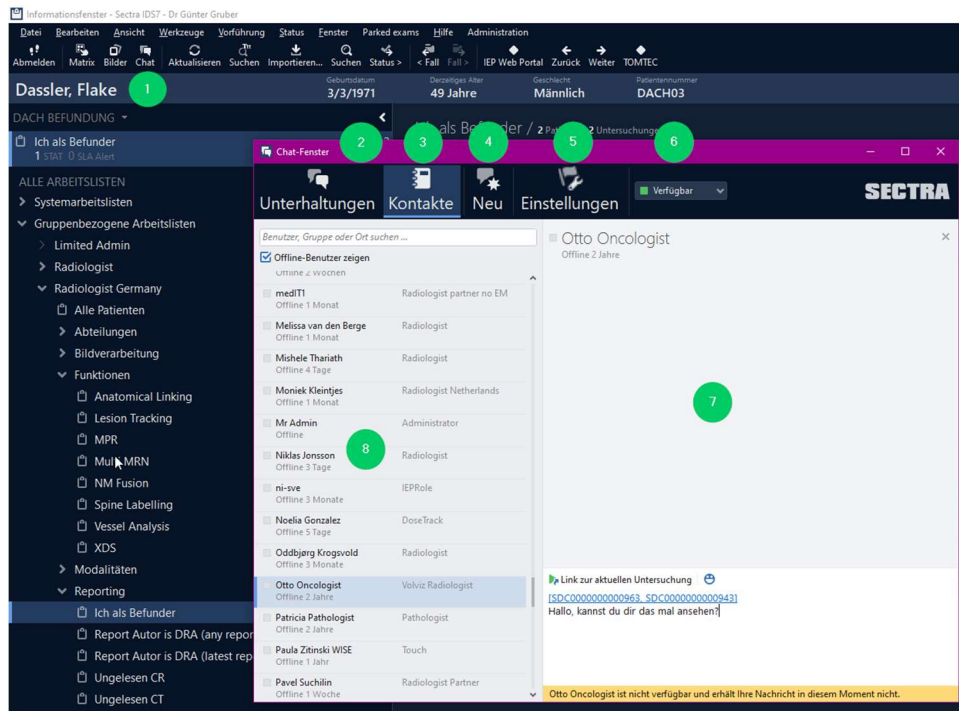 Informationsfenster - Sectra IDS7 - Dr Günter Gruber
Datei Bearbeiten Ansicht Werkzeuge Vorführung Status Fenster Parked exams Hilfe Administration
Abmelden Matrix Bilder Chat Aktualisieren Suchen Importieren... Suchen Status > < Fall Fall > IEP Web Portal Zurück Weiter TOMTEC
Geburtsdatum Derzeitiges Alter Geschlecht Patientennummer
Dassler, Flake 1 3/3/1971 49 Jahre Männlich DACH03
DACH BEFUNDUNG
als Befunder / 2 2 Untersuchungen
Ich als Befunder
1 STAT 0 SLA Alert
Chat-Fenster 2 3 4 5 6
Unterhaltungen Kontakte Neu Einstellungen Verfügbar SECTRA
ALLE ARBEITSLISTEN
Systemarbeitslisten
Gruppenbezogene Arbeitslisten
Limited Admin
Radiologist
Radiologist Germany
Alle Patienten
Abteilungen
Bildverarbeitung
Funktionen
Anatomical Linking
Lesion Tracking
MPR
Multi MRN
NM Fusion
Spine Labelling
Vessel Analysis
XDS
Modalitäten
Reporting
Ich als Befunder
Report Autor is DRA (any repor
Report Autor is DRA (latest rep
Ungelesen CR
Ungelesen CT
Benutzer, Gruppe oder Ort suchen ...
Offline-Benutzer zeigen
Offline 2 Wochen
medIT1 Radiologist partner no EM
Offline 1 Monat
Melissa van den Berge Radiologist
Offline 1 Monat
Mishele Thariath Radiologist
Offline 4 Tage
Moniek Kleintjes Radiologist Netherlands
Offline 1 Monat
Mr Admin Administrator
Offline
8
Niklas Jonsson Radiologist
Offline 3 Tage
ni-sve IEPRole
Offline 3 Monate
Noelia Gonzalez DoseTrack
Offline 5 Tage
Oddbjørg Krogsvold Radiologist
Offline 3 Monate
Otto Oncologist Volviz Radiologist
Offline 2 Jahre
Patricia Pathologist Pathologist
Offline 2 Jahre
Paula Zitinski WISE Touch
Offline 1 Jahr
Pavel Suchilin Radiologist Partner
Offline 1 Woche
Otto Oncologist
Offline 2 Jahre
7
Link zur aktuellen Untersuchung
[SDC0000000000963, SDC0000000000943]
Hallo, kannst du dir das mal ansehen?
Otto Oncologist ist nicht verfügbar und erhält Ihre Nachricht in diesem Moment nicht.